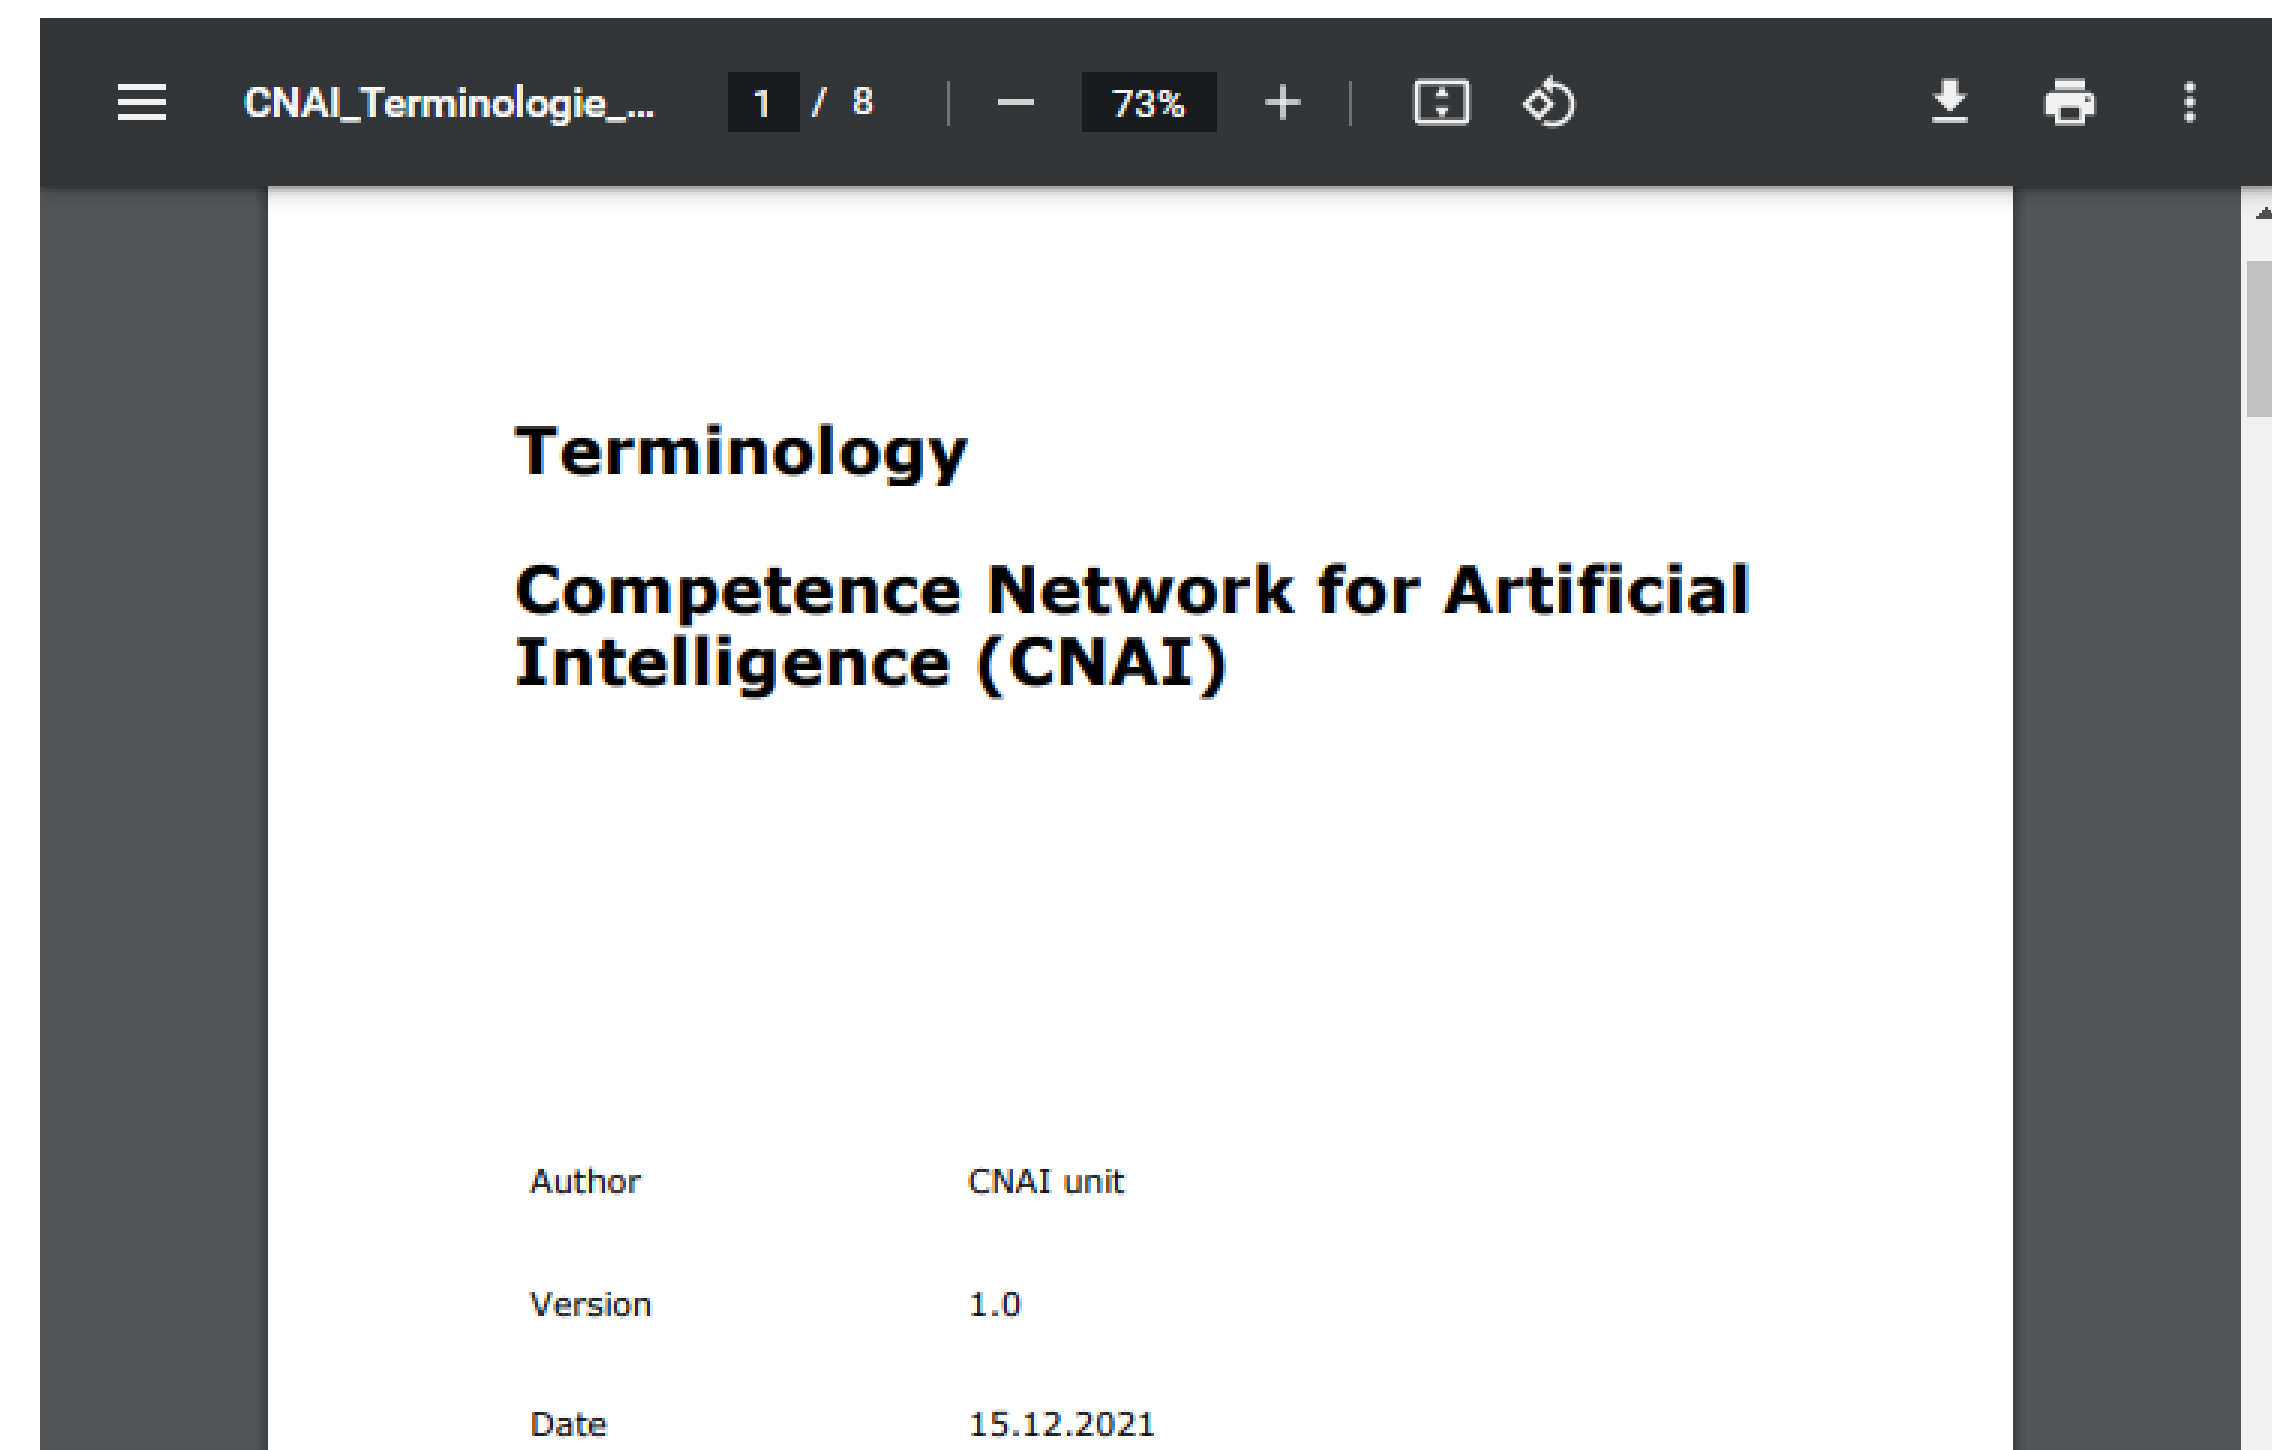 CNAI_Terminologie_... 1 / 8 73%
Terminology
Competence Network for Artificial
Intelligence (CNAI)
Author CNAI unit
Version 1.0
Date 15.12.2021